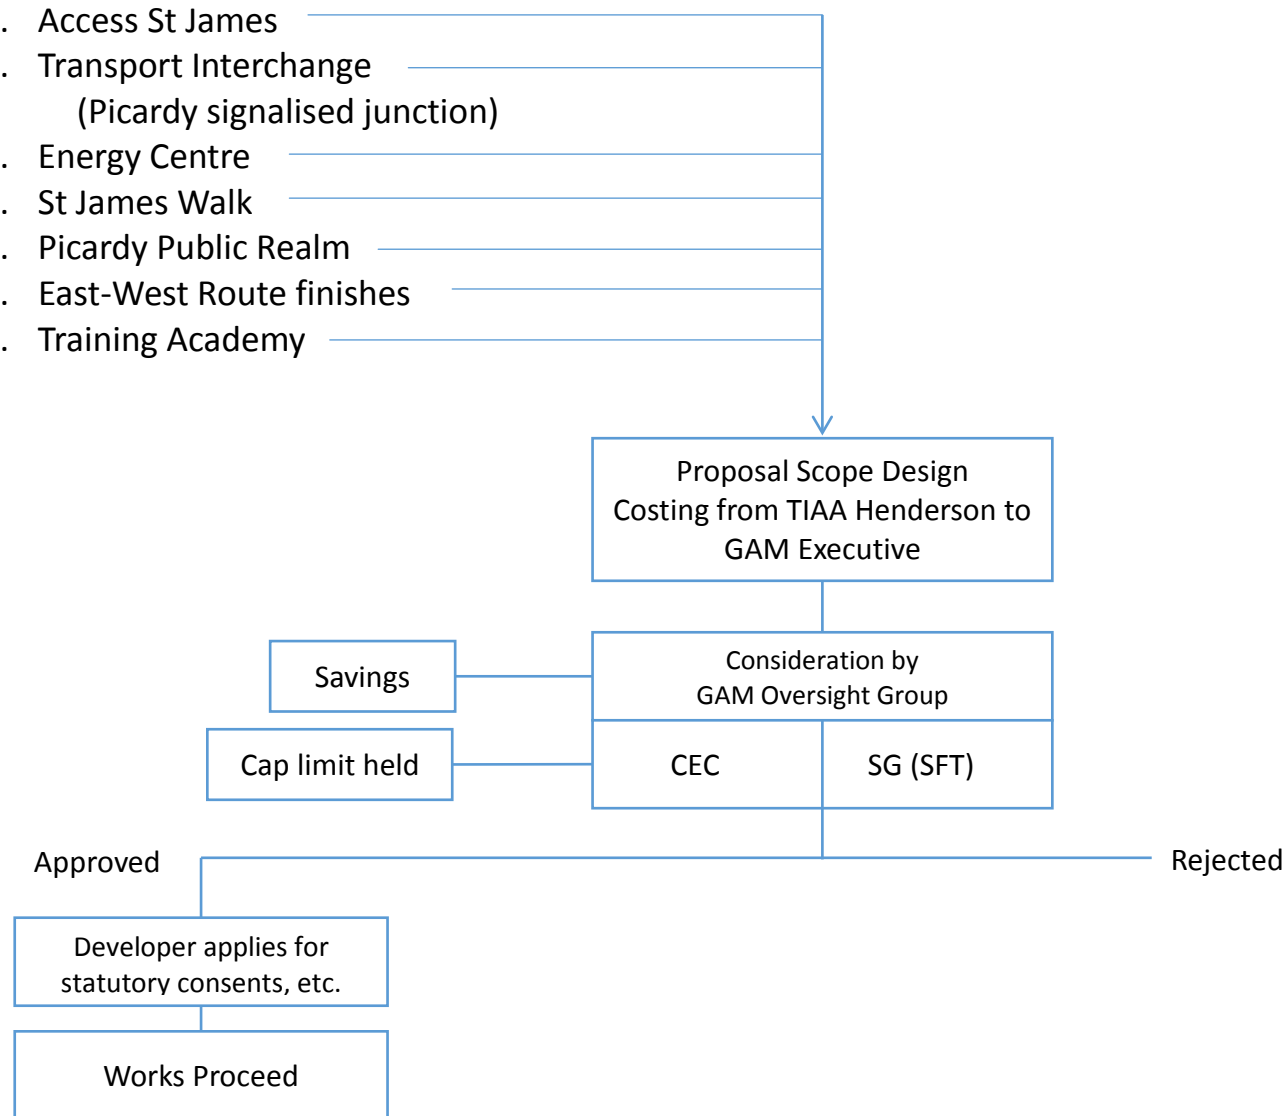 . Access St James
. Transport Interchange
(Picardy signalised junction)
. Energy Centre
. St James Walk
. Picardy Public Realm
. East-West Route finishes
. Training Academy
Proposal Scope Design
Costing from TIAA Henderson to
GAM Executive
Savings
Consideration by
GAM Oversight Group
Cap limit held
CEC
SG (SFT)
Approved
Rejected
Developer applies for
statutory consents, etc.
Works Proceed